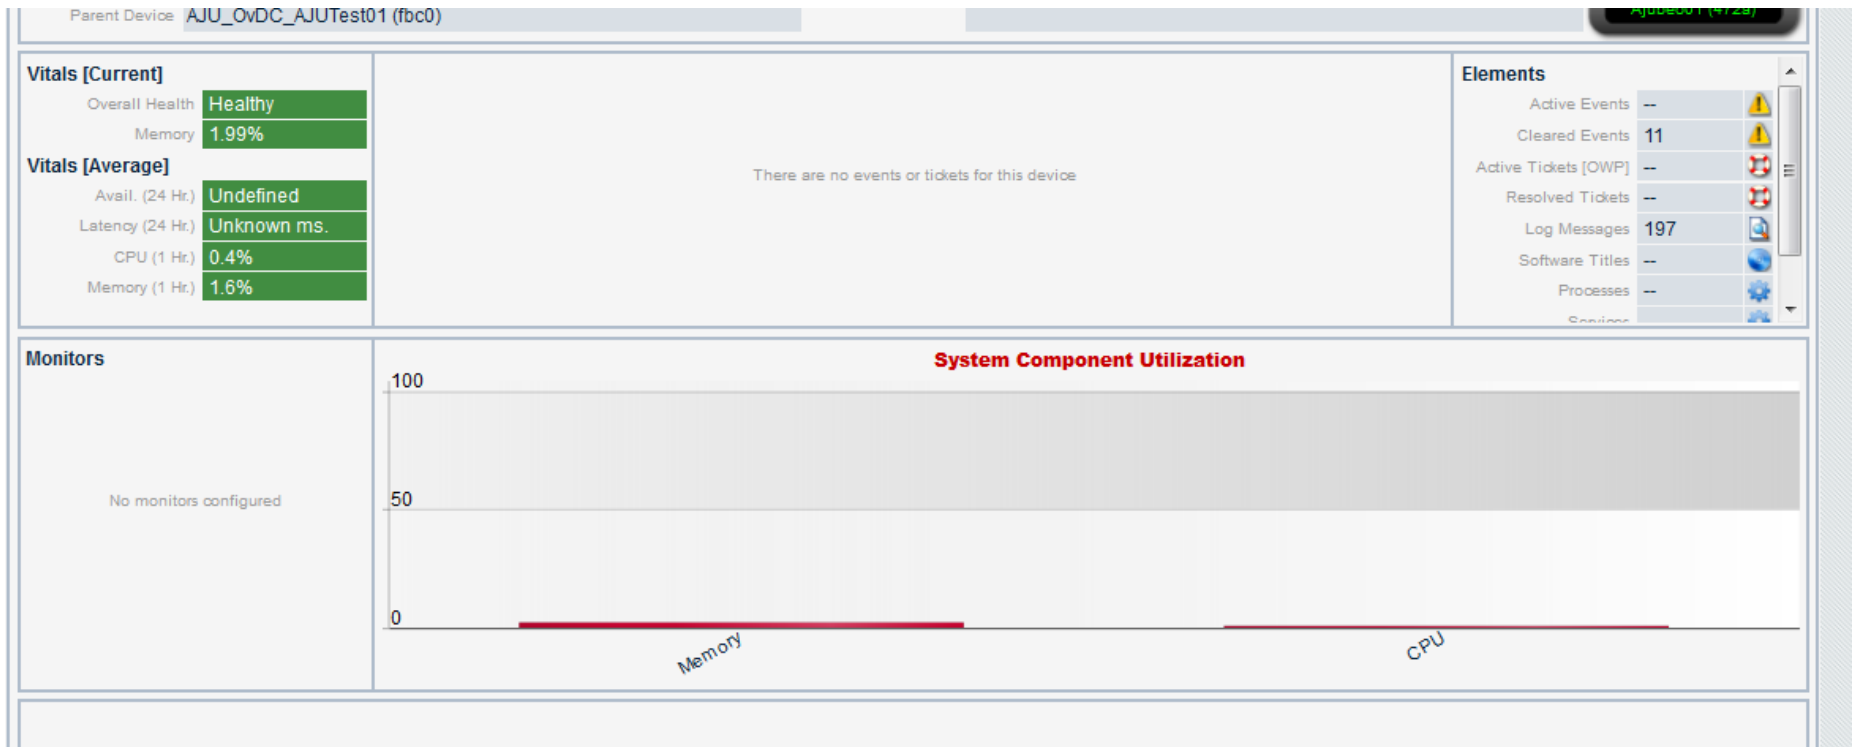 Parent Device AJU_OvDC_AJUTest01 (fbc0)
Vitals [Current]
Overall Health Healthy
Memory 1.99%
Vitals [Average]
Avail. (24 Hr.) Undefined
Latency (24 Hr.) Unknown ms.
CPU (1 Hr.) 0.4%
Memory (1 Hr.) 1.6%
There are no events or tickets for this device
Elements
Active Events --
Cleared Events 11
Active Tickets [OWP] --
Resolved Tickets --
Log Messages 197
Software Titles --
Processes --
Services
Monitors
No monitors configured
System Component Utilization
100
50
0
Memory
CPU